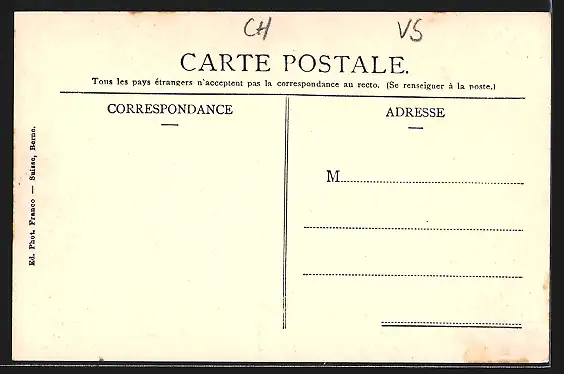 CH VS
CARTE POSTALE.
Tous les pays étrangers n'acceptent pas la correspondance au recto. (Se renseigner à la poste.)
CORRESPONDANCE
ADRESSE
M
Ed. Phot. Franco — Suisse, Berne.